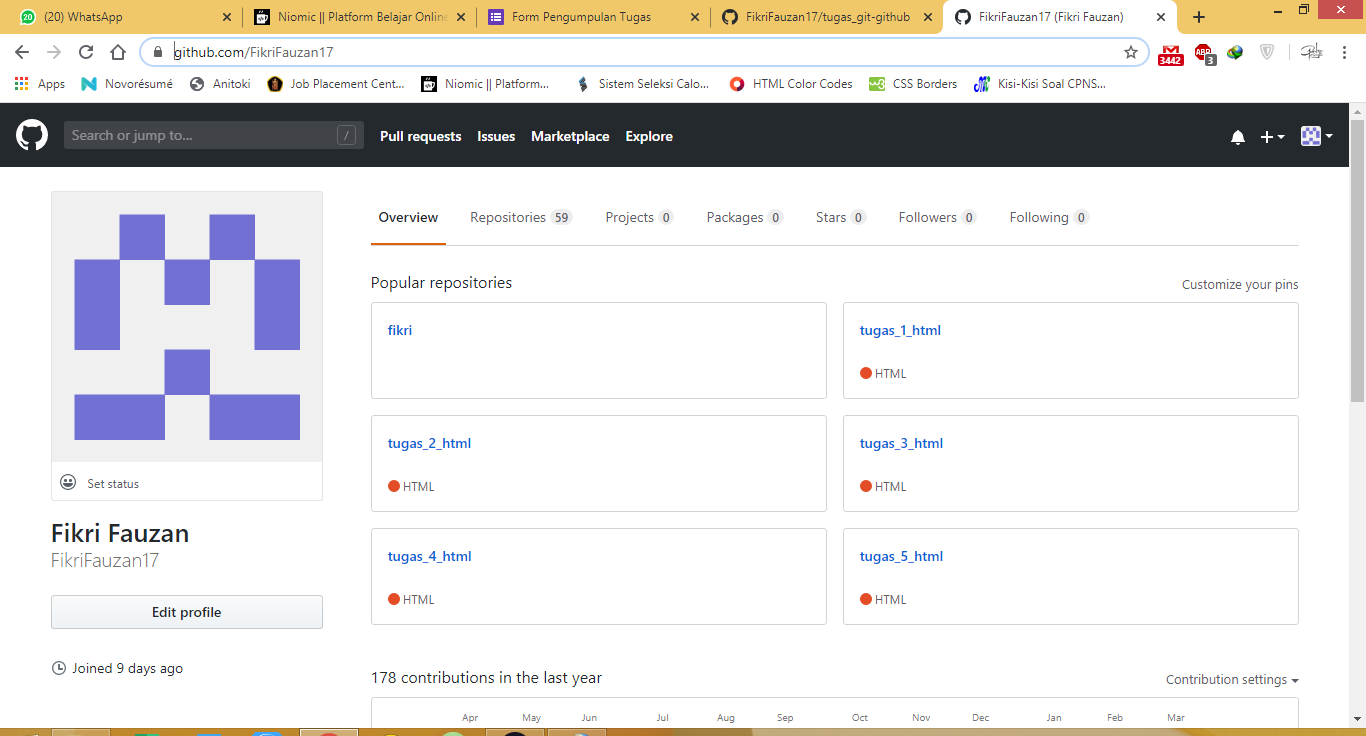 (20) WhatsApp
Niomic || Platform Belajar Online
Form Pengumpulan Tugas
FikriFauzan17/tugas_git-github
FikriFauzan17 (Fikri Fauzan)
github.com/FikriFauzan17
3442
ABP
3
Apps
Novorésumé
Anitoki
Job Placement Cent...
Niomic || Platform...
Sistem Seleksi Calo...
HTML Color Codes
CSS Borders
Kisi-Kisi Soal CPNS...
Search or jump to...
/
Pull requests
Issues
Marketplace
Explore
Overview
Repositories 59
Projects 0
Packages 0
Stars 0
Followers 0
Following 0
Popular repositories
Customize your pins
fikri
tugas_1_html
HTML
tugas_2_html
HTML
tugas_3_html
HTML
tugas_4_html
HTML
tugas_5_html
HTML
Set status
Fikri Fauzan
FikriFauzan17
Edit profile
Joined 9 days ago
178 contributions in the last year
Contribution settings
Apr May Jun Jul Aug Sep Oct Nov Dec Jan Feb Mar